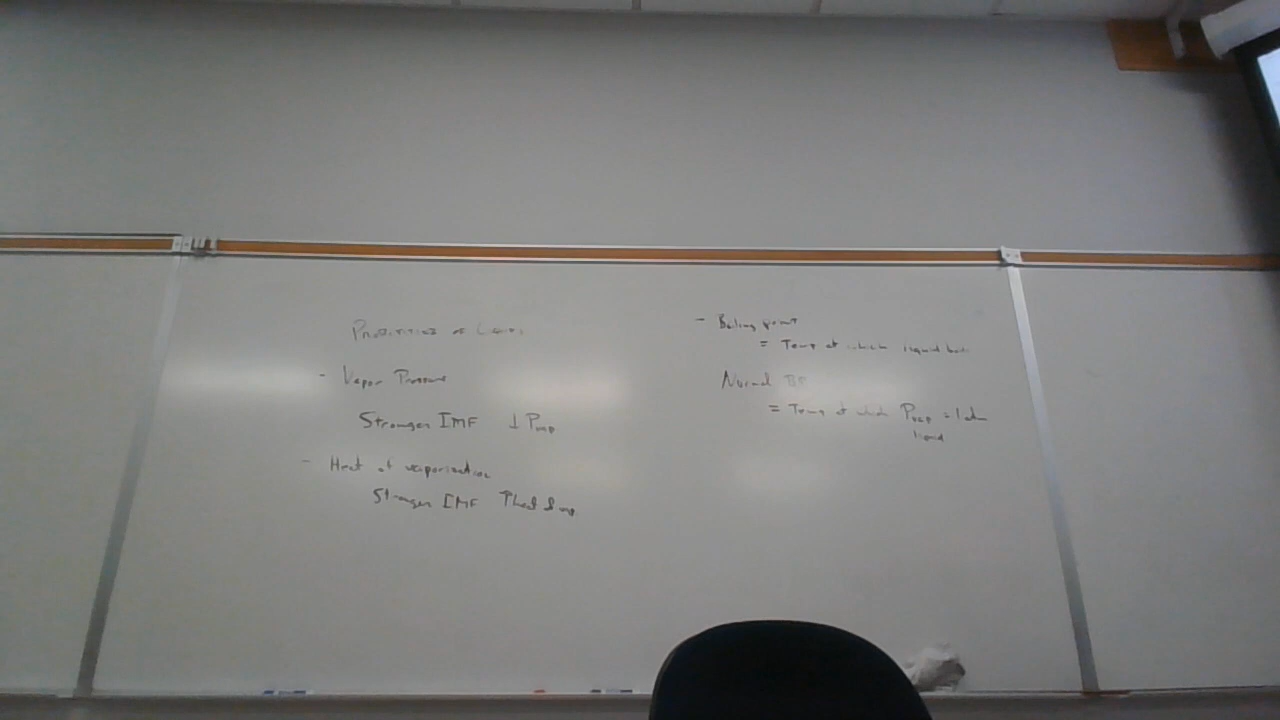 Properties of Liquids
- Vapor Pressure
Stronger IMF ↓ Pvap
- Heat of vaporization
Stronger IMF ↑ heat of vap
- Boiling point
= Temp at which liquid boils
Normal BP
= Temp at which Pvap = 1 atm
liquid